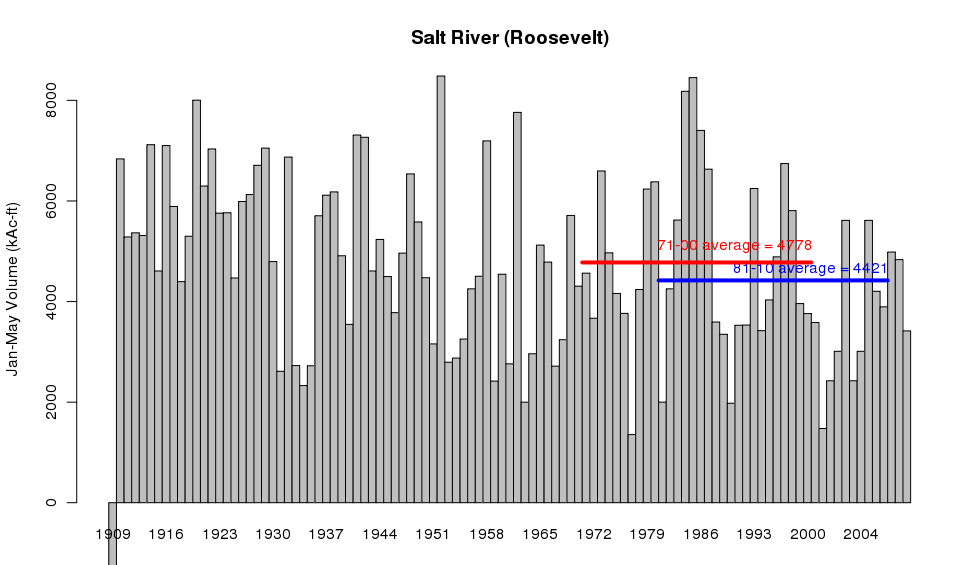 Salt River (Roosevelt)
Jan-May Volume (kAc-ft)
8000
6000
4000
2000
0
71-00 average = 4778
81-10 average = 4421
1909 1916 1923 1930 1937 1944 1951 1958 1965 1972 1979 1986 1993 2000 2004